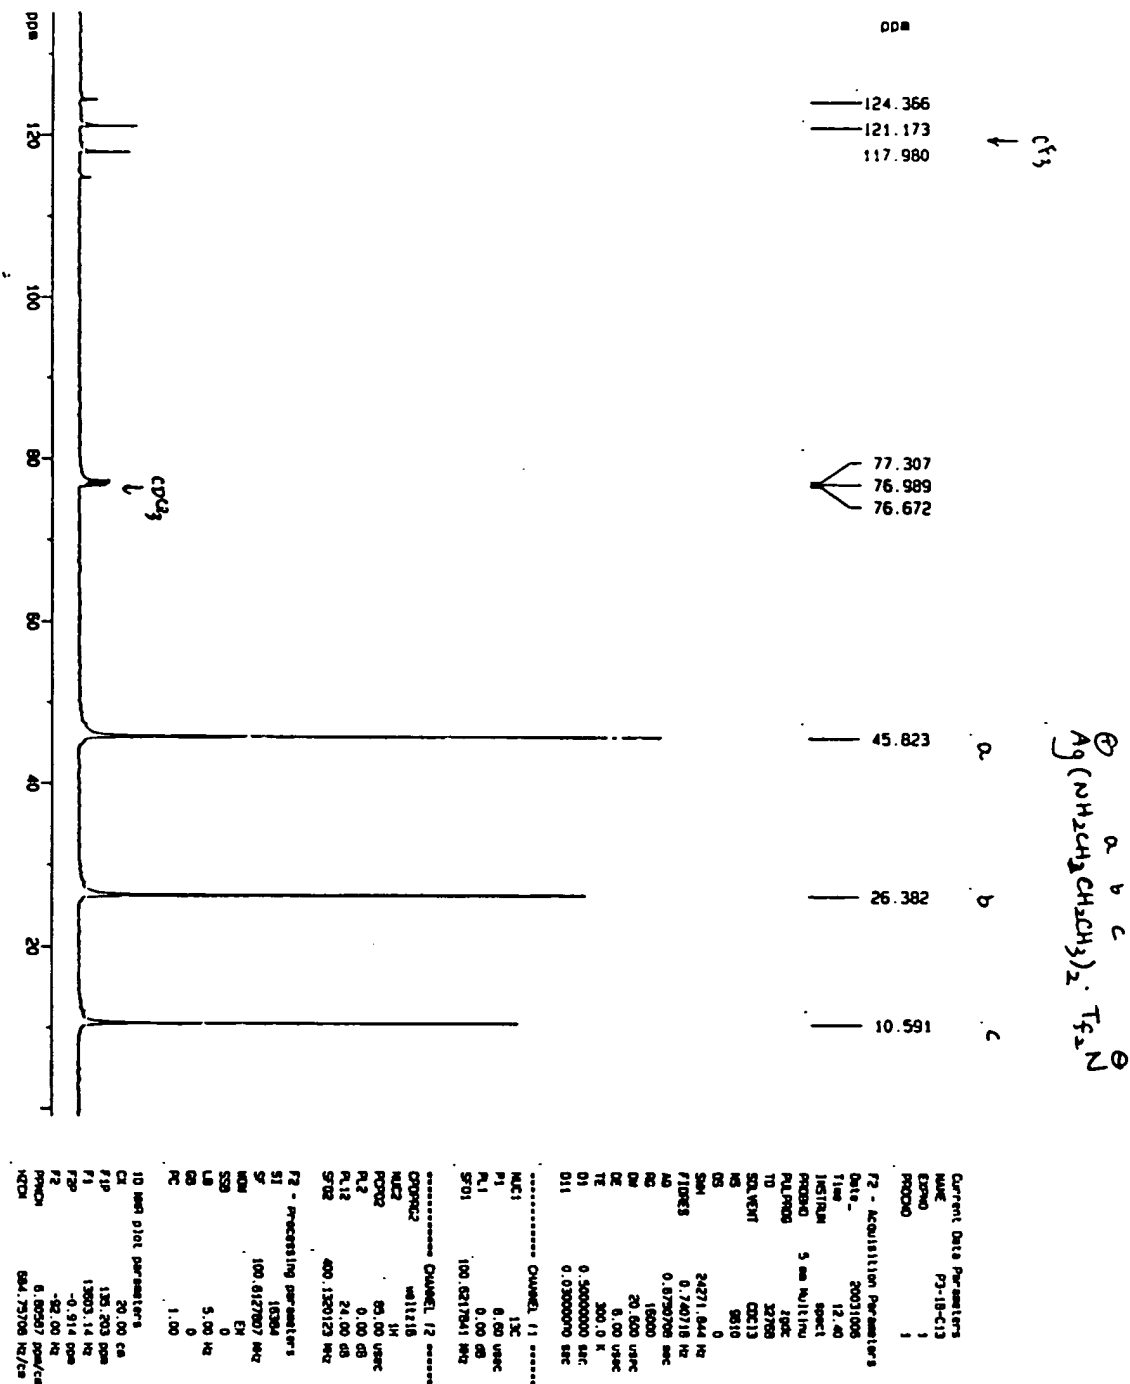 Ag⊕(NH2CH2CH2CH3)2 · Tf2N⊖
a b c
CF3
CDCl3
a
b
c
ppm
124.366
121.173
117.980
77.307
76.989
76.672
45.823
26.382
10.591
ppm
120
100
80
60
40
20
Current Data Parameters
NAME P3-18-C13
EXPNO 1
PROCNO 1
F2 - Acquisition Parameters
Date_ 20031006
Time 12.40
INSTRUM spect
PROBHD 5 mm Multinu
PULPROG zgdc
TD 32768
SOLVENT CDCl3
NS 9510
DS 0
SWH 24271.844 Hz
FIDRES 0.740718 Hz
AQ 0.6750708 sec
RG 16000
DW 20.600 usec
DE 6.00 usec
TE 300.0 K
D1 0.50000000 sec
D11 0.03000000 sec
======== CHANNEL f1 ========
NUC1 13C
P1 8.60 usec
PL1 0.00 dB
SFO1 100.6217841 MHz
======== CHANNEL f2 ========
CPDPRG2 waltz16
NUC2 1H
PCPD2 85.00 usec
PL2 0.00 dB
PL12 24.00 dB
SFO2 400.1320123 MHz
F2 - Processing parameters
SI 16384
SF 100.6127807 MHz
WDW EM
SSB 0
LB 5.00 Hz
GB 0
PC 1.00
1D NMR plot parameters
CX 20.00 cm
F1P 135.203 ppm
F1 13603.14 Hz
F2P -0.914 ppm
F2 -92.00 Hz
PPMCM 6.80587 ppm/cm
HZCM 684.75708 Hz/cm